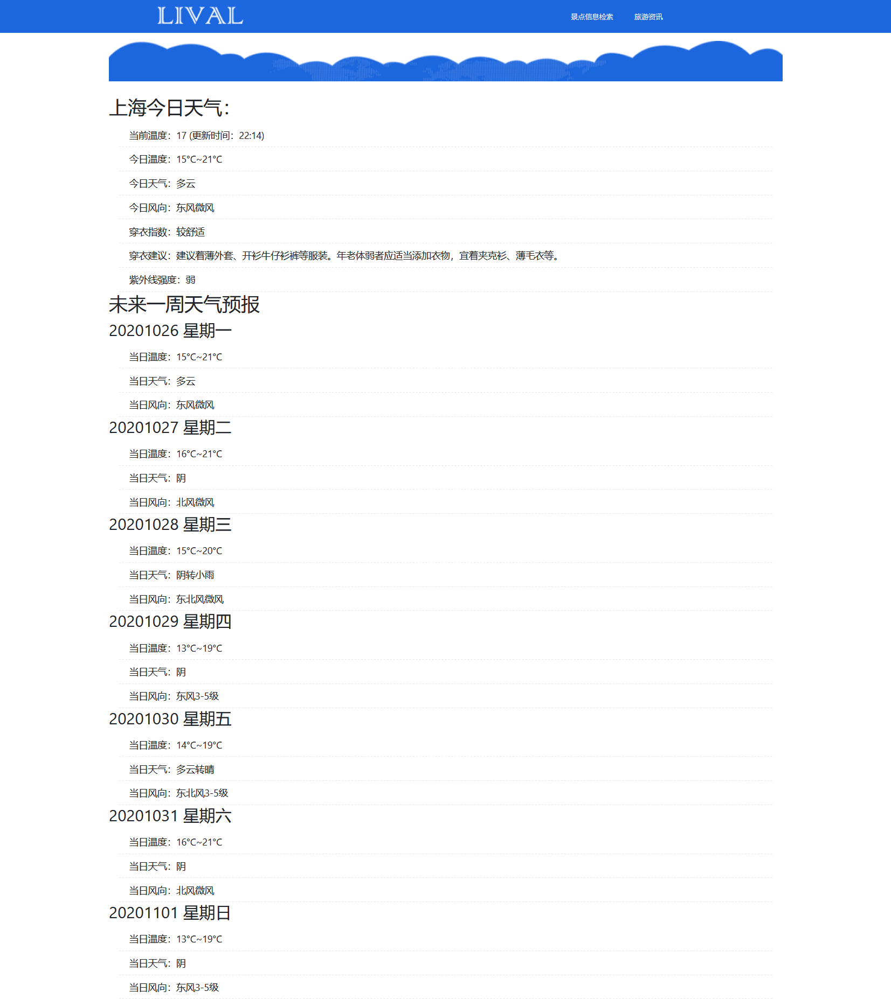 LIVAL
景点信息检索 旅游资讯
上海今日天气：
当前温度：17 (更新时间：22:14)
今日温度：15°C~21°C
今日天气：多云
今日风向：东风微风
穿衣指数：较舒适
穿衣建议：建议着薄外套、开衫牛仔衫裤等服装。年老体弱者应适当添加衣物，宜着夹克衫、薄毛衣等。
紫外线强度：弱
未来一周天气预报
20201026 星期一
当日温度：15°C~21°C
当日天气：多云
当日风向：东风微风
20201027 星期二
当日温度：16°C~21°C
当日天气：阴
当日风向：北风微风
20201028 星期三
当日温度：15°C~20°C
当日天气：阴转小雨
当日风向：东北风微风
20201029 星期四
当日温度：13°C~19°C
当日天气：阴
当日风向：东风3-5级
20201030 星期五
当日温度：14°C~19°C
当日天气：多云转晴
当日风向：东北风3-5级
20201031 星期六
当日温度：16°C~21°C
当日天气：阴
当日风向：北风微风
20201101 星期日
当日温度：13°C~19°C
当日天气：阴
当日风向：东风3-5级